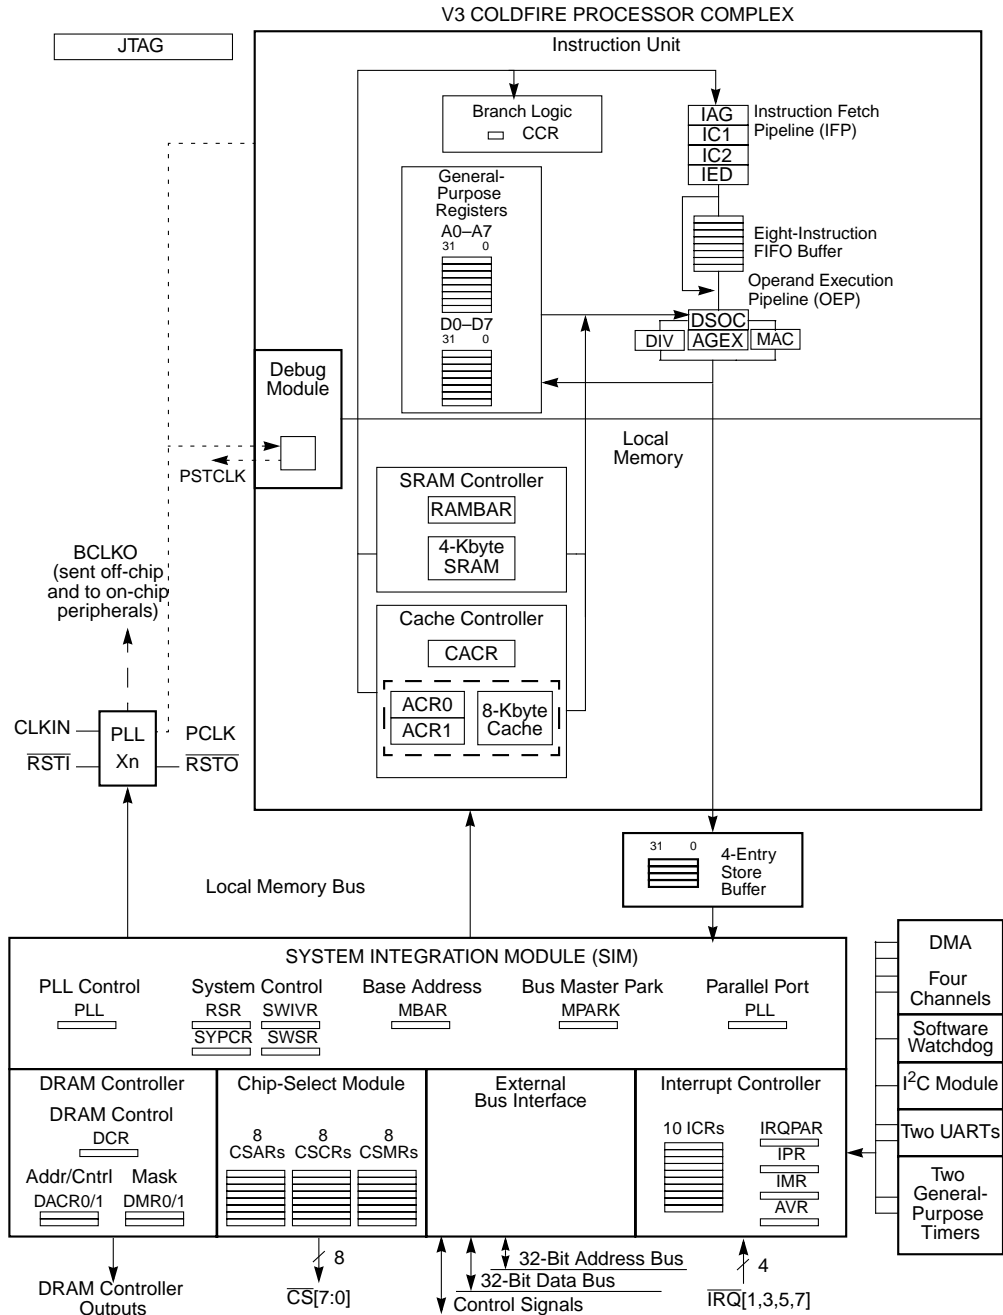 V3 COLDFIRE PROCESSOR COMPLEX
JTAG
Instruction Unit
Branch Logic
CCR
IAG
IC1
IC2
IED
Instruction Fetch
Pipeline (IFP)
General-
Purpose
Registers
A0–A7
31 0
D0–D7
31 0
Eight-Instruction
FIFO Buffer
Operand Execution
Pipeline (OEP)
DSOC
DIV
AGEX
MAC
Debug
Module
PSTCLK
Local
Memory
SRAM Controller
RAMBAR
4-Kbyte
SRAM
BCLKO
(sent off-chip
and to on-chip
peripherals)
Cache Controller
CACR
ACR0
ACR1
8-Kbyte
Cache
CLKIN
PLL
PCLK
RSTI
Xn
RSTO
31 0
4-Entry
Store
Buffer
Local Memory Bus
SYSTEM INTEGRATION MODULE (SIM)
PLL Control
PLL
System Control
RSR
SWIVR
SYPCR
SWSR
Base Address
MBAR
Bus Master Park
MPARK
Parallel Port
PLL
DMA
Four
Channels
Software
Watchdog
I2C Module
Two UARTs
Two
General-
Purpose
Timers
DRAM Controller
DRAM Control
DCR
Addr/Cntrl
DACR0/1
Mask
DMR0/1
Chip-Select Module
8
CSARs
8
CSCRs
8
CSMRs
External
Bus Interface
Interrupt Controller
10 ICRs
IRQPAR
IPR
IMR
AVR
DRAM Controller
Outputs
8
CS[7:0]
32-Bit Address Bus
32-Bit Data Bus
Control Signals
4
IRQ[1,3,5,7]